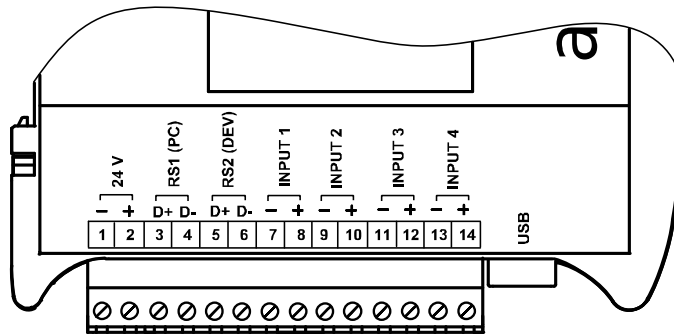 a
24 V RS1 (PC) RS2 (DEV) INPUT 1 INPUT 2 INPUT 3 INPUT 4 USB
− + D+ D- D+ D- − + − + − + − +
1 2 3 4 5 6 7 8 9 10 11 12 13 14